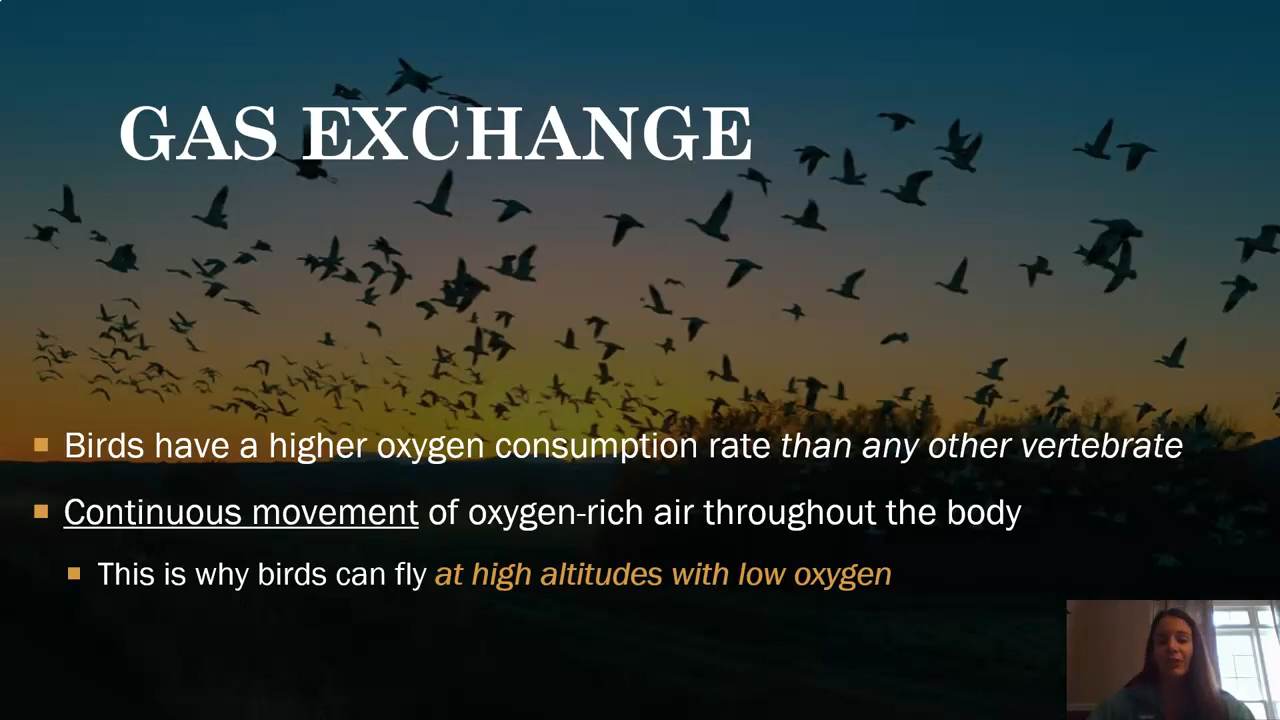 GAS EXCHANGE
Birds have a higher oxygen consumption rate than any other vertebrate
Continuous movement of oxygen-rich air throughout the body
This is why birds can fly at high altitudes with low oxygen